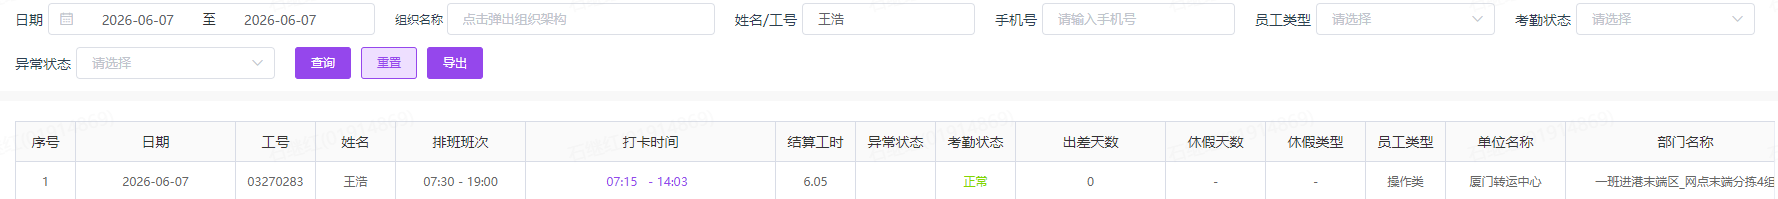 日期 2026-06-07 至 2026-06-07 组织名称 点击弹出组织架构 姓名/工号 王浩 手机号 请输入手机号 员工类型 请选择 考勤状态 请选择
异常状态 请选择 查询 重置 导出
序号 日期 工号 姓名 排班班次 打卡时间 结算工时 异常状态 考勤状态 出差天数 休假天数 休假类型 员工类型 单位名称 部门名称
1 2026-06-07 03270283 王浩 07:30 - 19:00 07:15 - 14:03 6.05 正常 0 - - 操作类 厦门转运中心 一班进港末端区_网点末端分拣4组